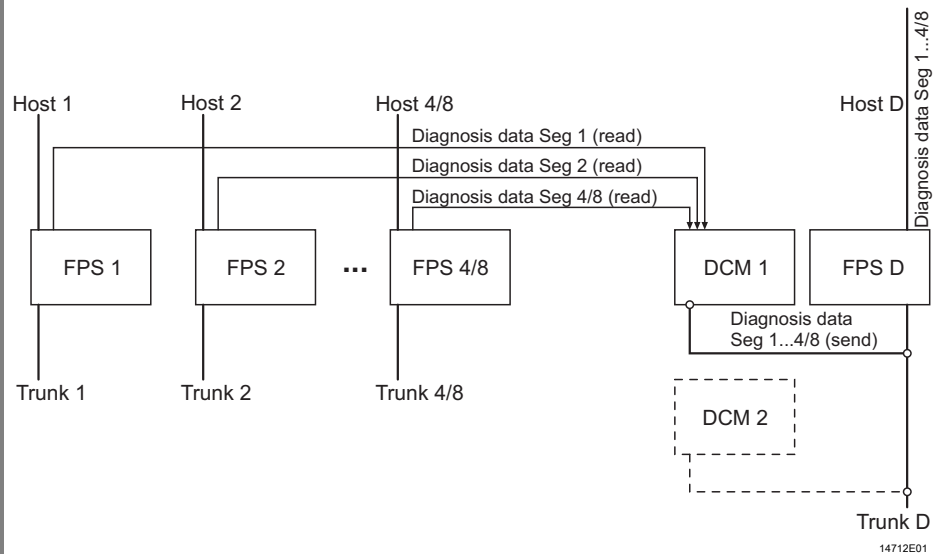 Diagnosis data Seg 1...4/8
Host 1
Host 2
Host 4/8
Host D
Diagnosis data Seg 1 (read)
Diagnosis data Seg 2 (read)
Diagnosis data Seg 4/8 (read)
FPS 1
FPS 2
...
FPS 4/8
DCM 1
FPS D
Diagnosis data
Seg 1...4/8 (send)
Trunk 1
Trunk 2
Trunk 4/8
DCM 2
Trunk D
14712E01